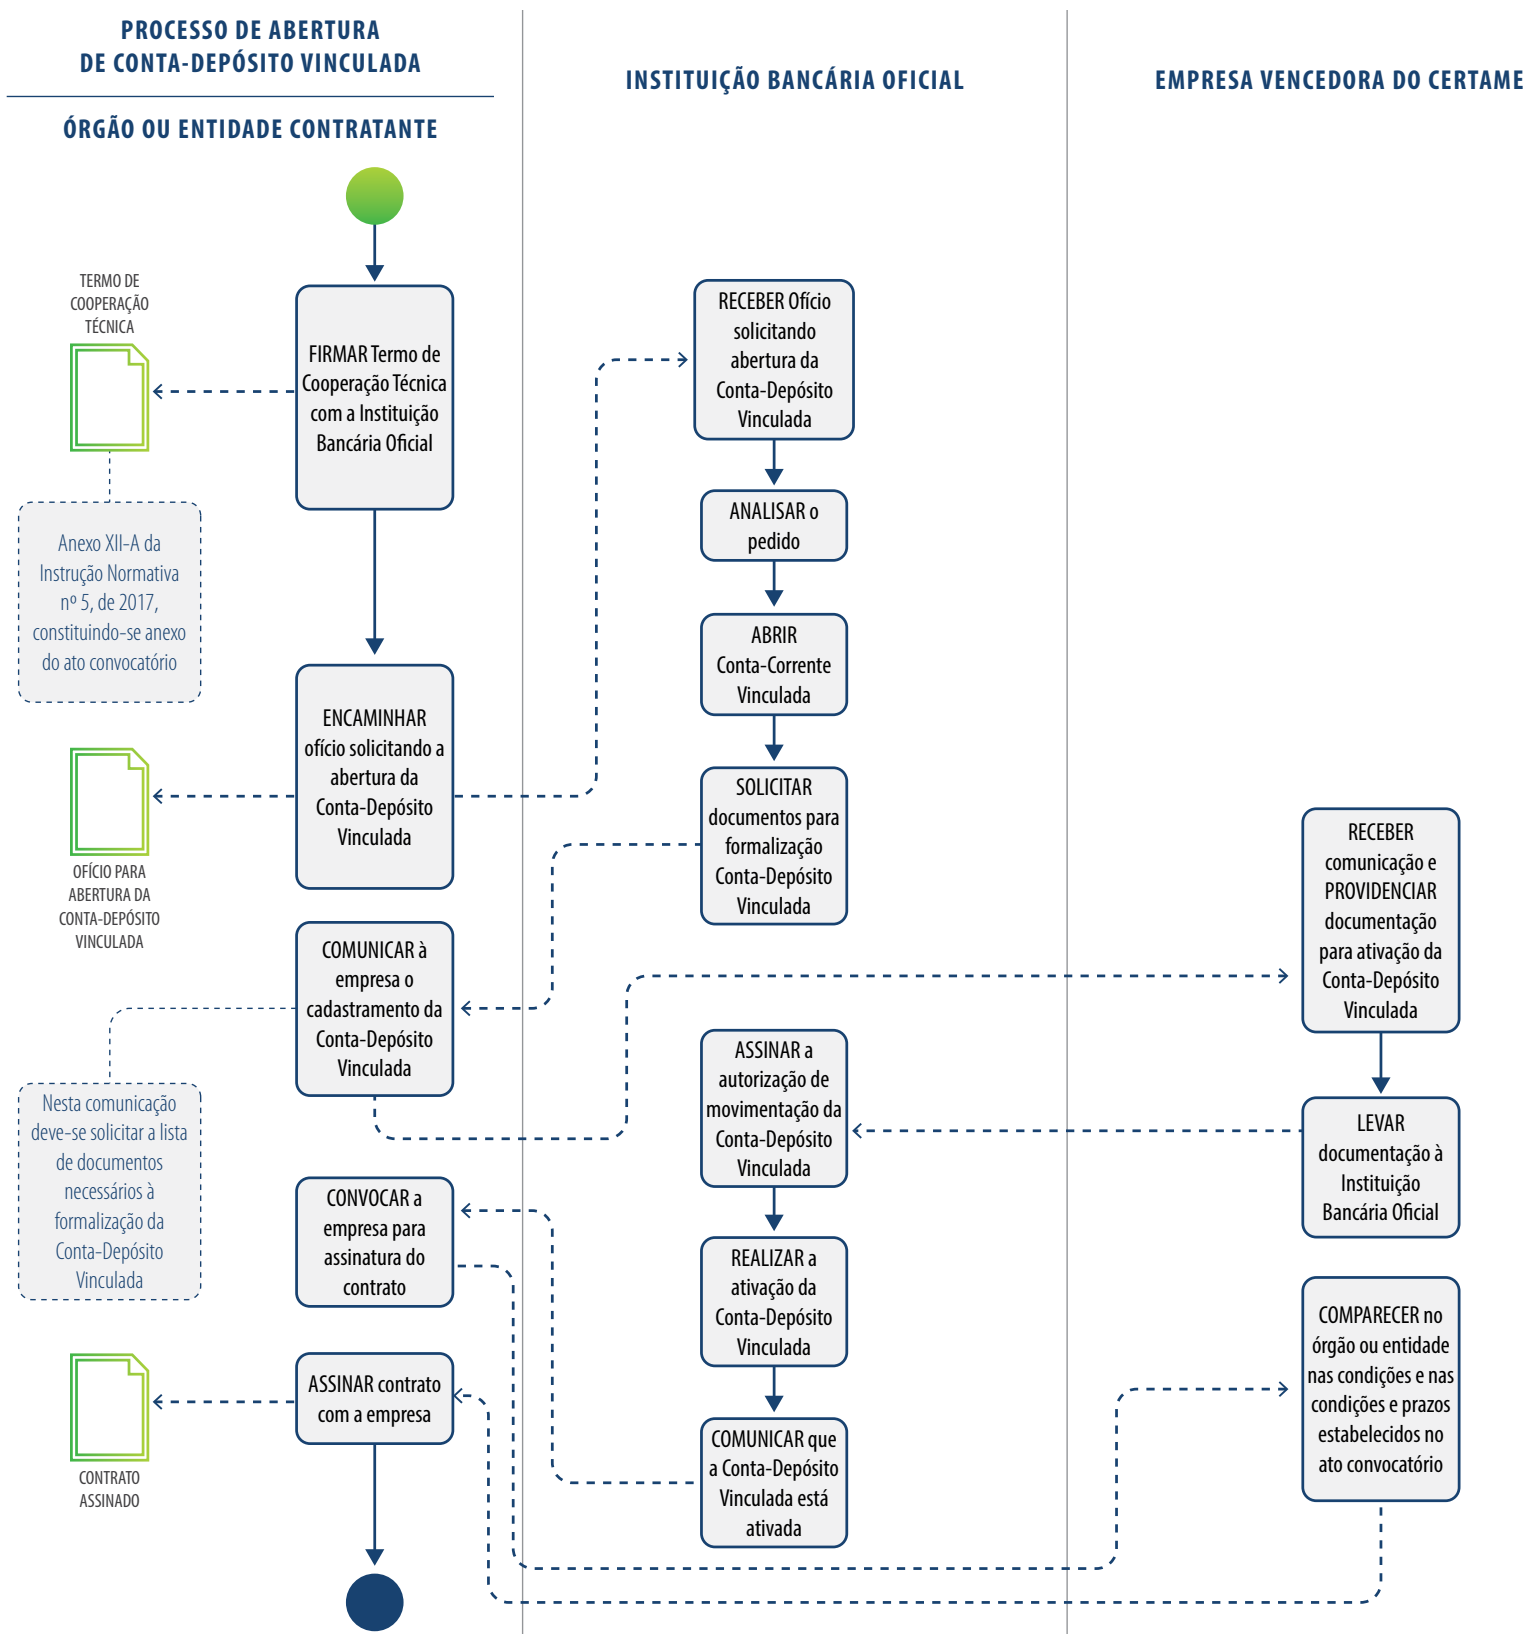 PROCESSO DE ABERTURA
DE CONTA-DEPÓSITO VINCULADA
ÓRGÃO OU ENTIDADE CONTRATANTE
TERMO DE
COOPERAÇÃO
TÉCNICA
FIRMAR Termo de
Cooperação Técnica
com a Instituição
Bancária Oficial
Anexo XII-A da
Instrução Normativa
nº 5, de 2017,
constituindo-se anexo
do ato convocatório
ENCAMINHAR
ofício solicitando a
abertura da
Conta-Depósito
Vinculada
OFÍCIO PARA
ABERTURA DA
CONTA-DEPÓSITO
VINCULADA
COMUNICAR à
empresa o
cadastramento da
Conta-Depósito
Vinculada
Nesta comunicação
deve-se solicitar a lista
de documentos
necessários à
formalização da
Conta-Depósito
Vinculada
CONVOCAR a
empresa para
assinatura do
contrato
ASSINAR contrato
com a empresa
CONTRATO
ASSINADO
INSTITUIÇÃO BANCÁRIA OFICIAL
RECEBER Ofício
solicitando
abertura da
Conta-Depósito
Vinculada
ANALISAR o
pedido
ABRIR
Conta-Corrente
Vinculada
SOLICITAR
documentos para
formalização
Conta-Depósito
Vinculada
ASSINAR a
autorização de
movimentação da
Conta-Depósito
Vinculada
REALIZAR a
ativação da
Conta-Depósito
Vinculada
COMUNICAR que
a Conta-Depósito
Vinculada está
ativada
EMPRESA VENCEDORA DO CERTAME
RECEBER
comunicação e
PROVIDENCIAR
documentação
para ativação da
Conta-Depósito
Vinculada
LEVAR
documentação à
Instituição
Bancária Oficial
COMPARECER no
órgão ou entidade
nas condições e nas
condições e prazos
estabelecidos no
ato convocatório